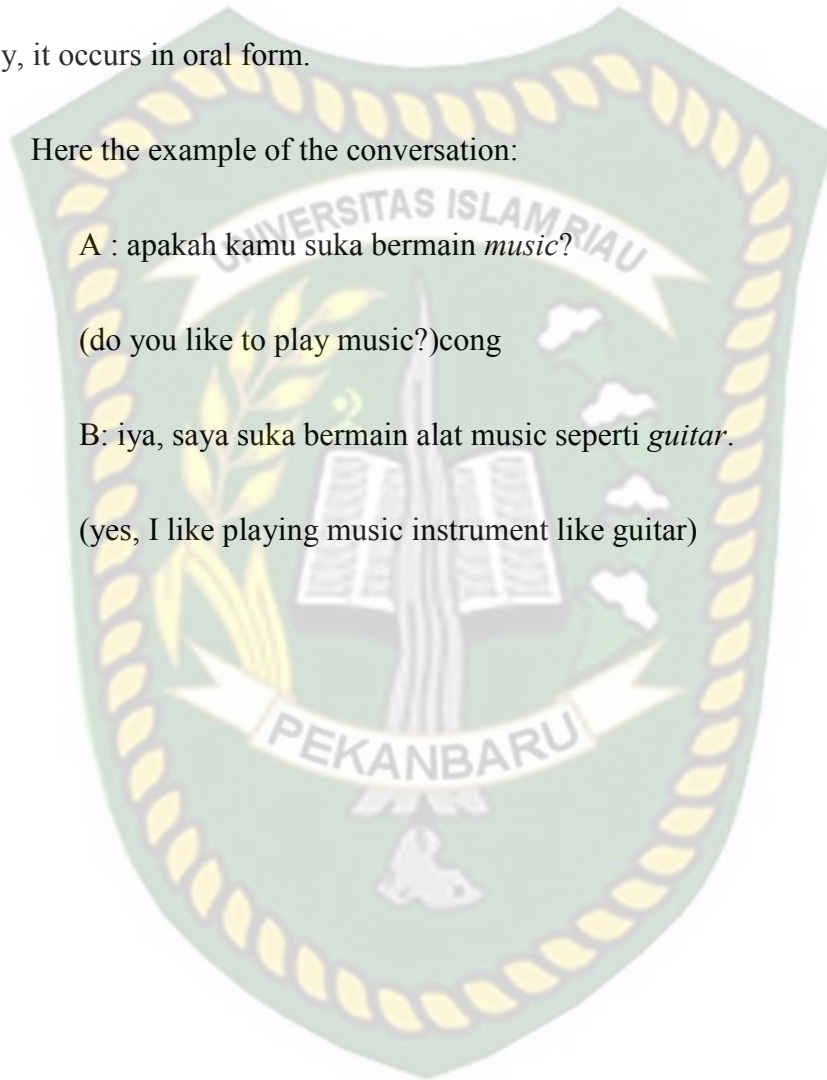 y, it occurs in oral form.
Here the example of the conversation:
UNIVERSITAS ISLAM RIAU
A : apakah kamu suka bermain music?
(do you like to play music?)cong
B: iya, saya suka bermain alat music seperti guitar.
(yes, I like playing music instrument like guitar)
PEKANBARU